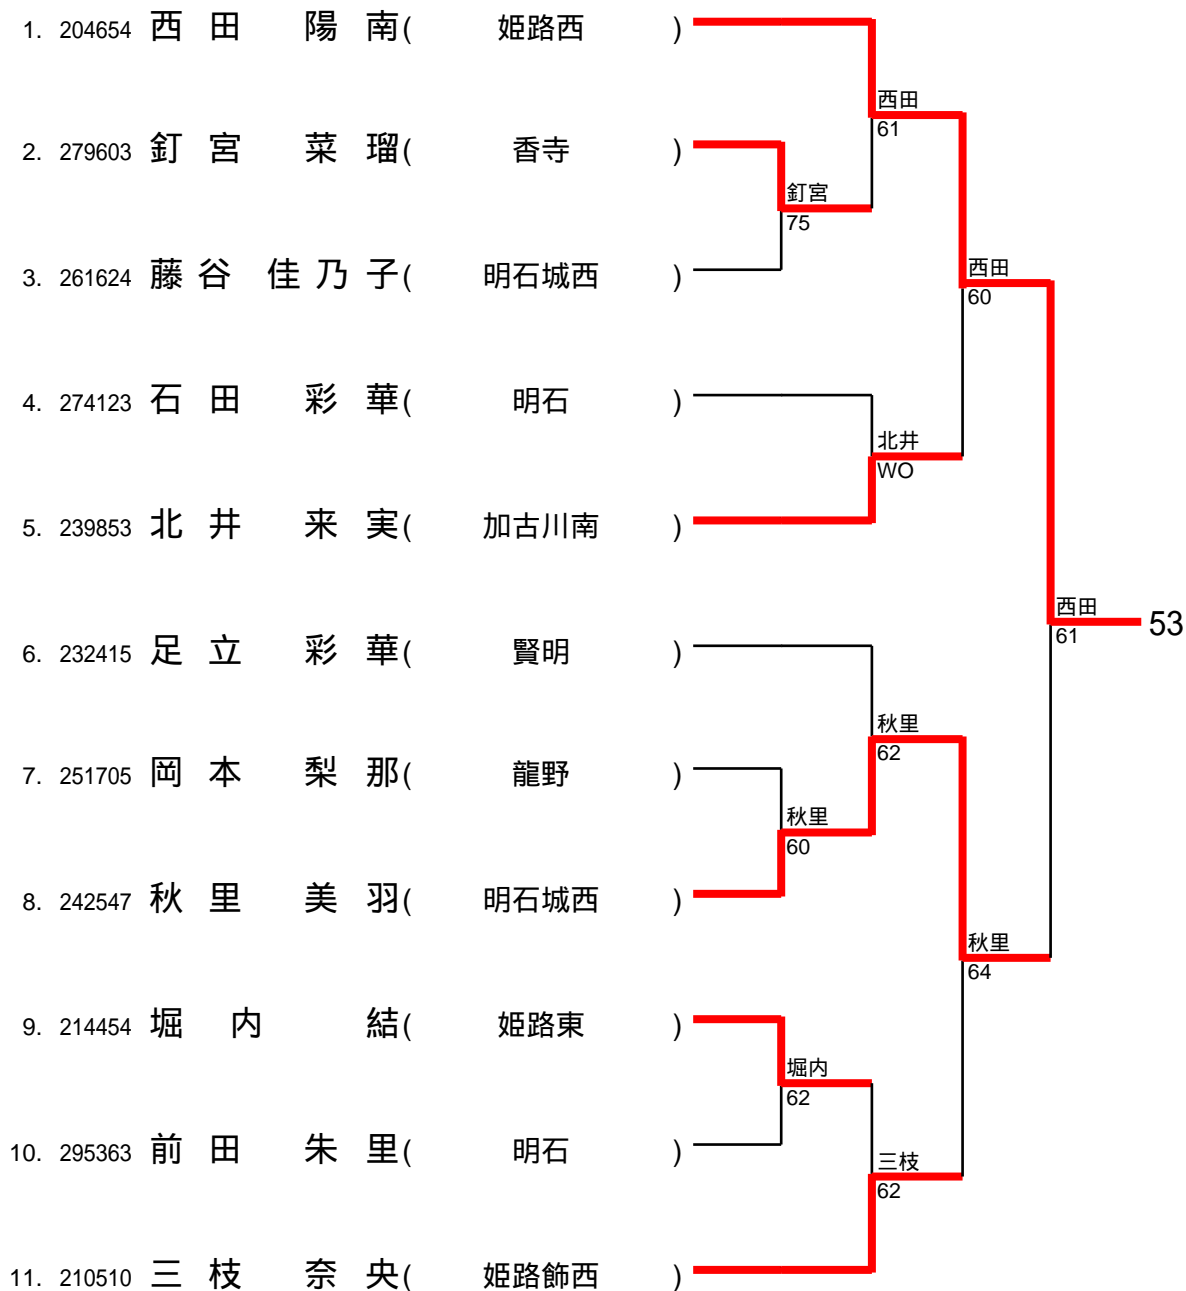 1. 204654 西田 陽南( 姫路西 )
西田
61
2. 279603 釘宮 菜瑠( 香寺 )
釘宮
75
3. 261624 藤谷 佳乃子( 明石城西 )
西田
60
4. 274123 石田 彩華( 明石 )
北井
WO
5. 239853 北井 来実( 加古川南 )
西田
61
53
6. 232415 足立 彩華( 賢明 )
秋里
62
7. 251705 岡本 梨那( 龍野 )
秋里
60
8. 242547 秋里 美羽( 明石城西 )
秋里
64
9. 214454 堀内 結( 姫路東 )
堀内
62
10. 295363 前田 朱里( 明石 )
三枝
62
11. 210510 三枝 奈央( 姫路飾西 )